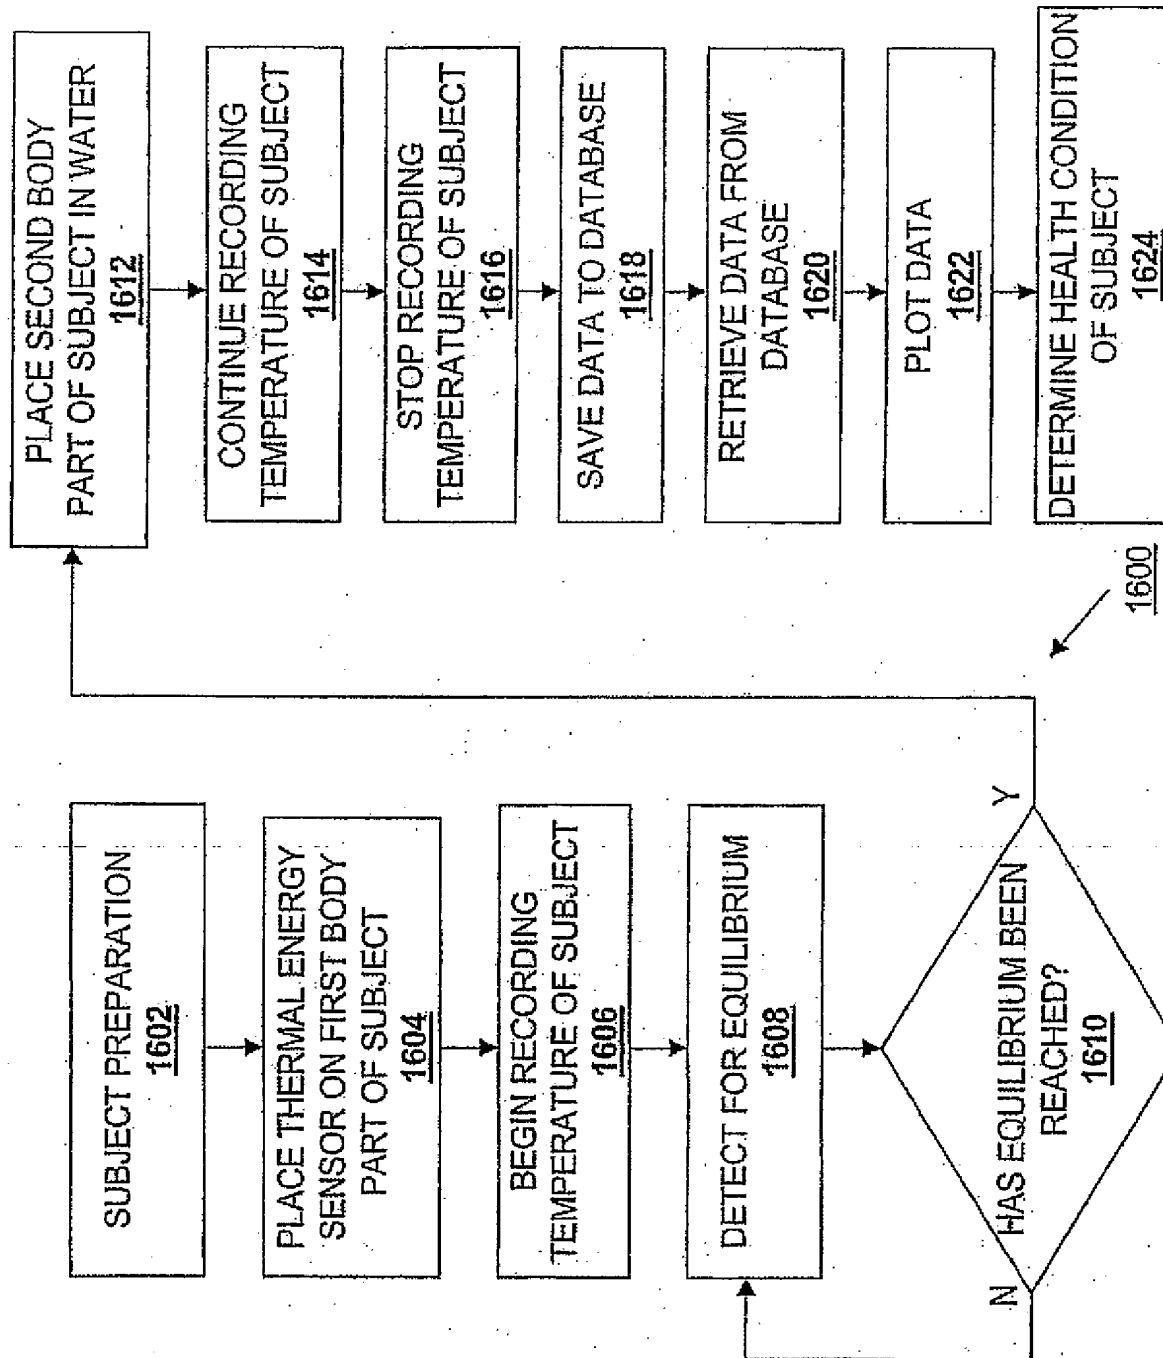 SUBJECT PREPARATION
1602
PLACE THERMAL ENERGY
SENSOR ON FIRST BODY
PART OF SUBJECT
1604
BEGIN RECORDING
TEMPERATURE OF SUBJECT
1606
DETECT FOR EQUILIBRIUM
1608
HAS EQUILIBRIUM BEEN
REACHED?
1610
N
Y
PLACE SECOND BODY
PART OF SUBJECT IN WATER
1612
CONTINUE RECORDING
TEMPERATURE OF SUBJECT
1614
STOP RECORDING
TEMPERATURE OF SUBJECT
1616
SAVE DATA TO DATABASE
1618
RETRIEVE DATA FROM
DATABASE
1620
PLOT DATA
1622
DETERMINE HEALTH CONDITION
OF SUBJECT
1624
1600